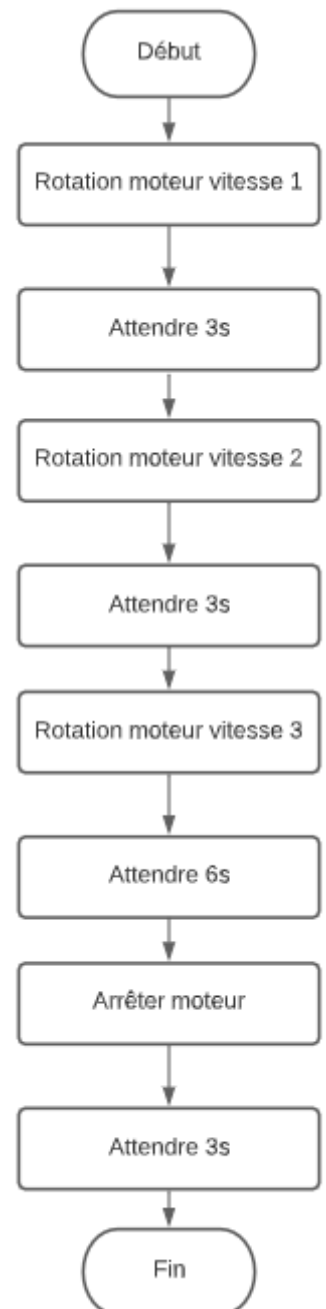 Début
Rotation moteur vitesse 1
Attendre 3s
Rotation moteur vitesse 2
Attendre 3s
Rotation moteur vitesse 3
Attendre 6s
Arrêter moteur
Attendre 3s
Fin